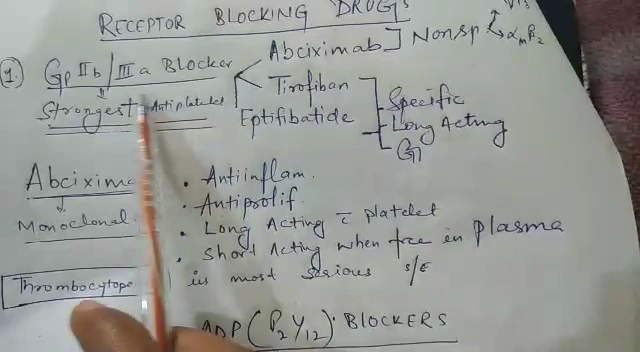 RECEPTOR BLOCKING DRUGS
① Gp IIb/IIIa Blocker
Strongest Antiplatelet
Abciximab] Nonsp
αmβ2
Tirofiban
Eptifibatide
Specific
Long Acting
Abcixima
Monoclonal
• Antiinflam.
• Antiprolif.
• Long Acting c̄ platelet
• Short Acting when free in plasma
Thrombocytope is most serious S/E
ADP (P2Y12) BLOCKERS